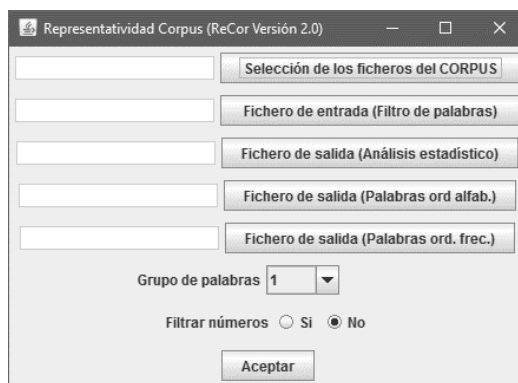 Representatividad Corpus (ReCor Versión 2.0)
Selección de los ficheros del CORPUS
Fichero de entrada (Filtro de palabras)
Fichero de salida (Análisis estadístico)
Fichero de salida (Palabras ord alfab.)
Fichero de salida (Palabras ord. frec.)
Grupo de palabras 1
Filtrar números Si No
Aceptar